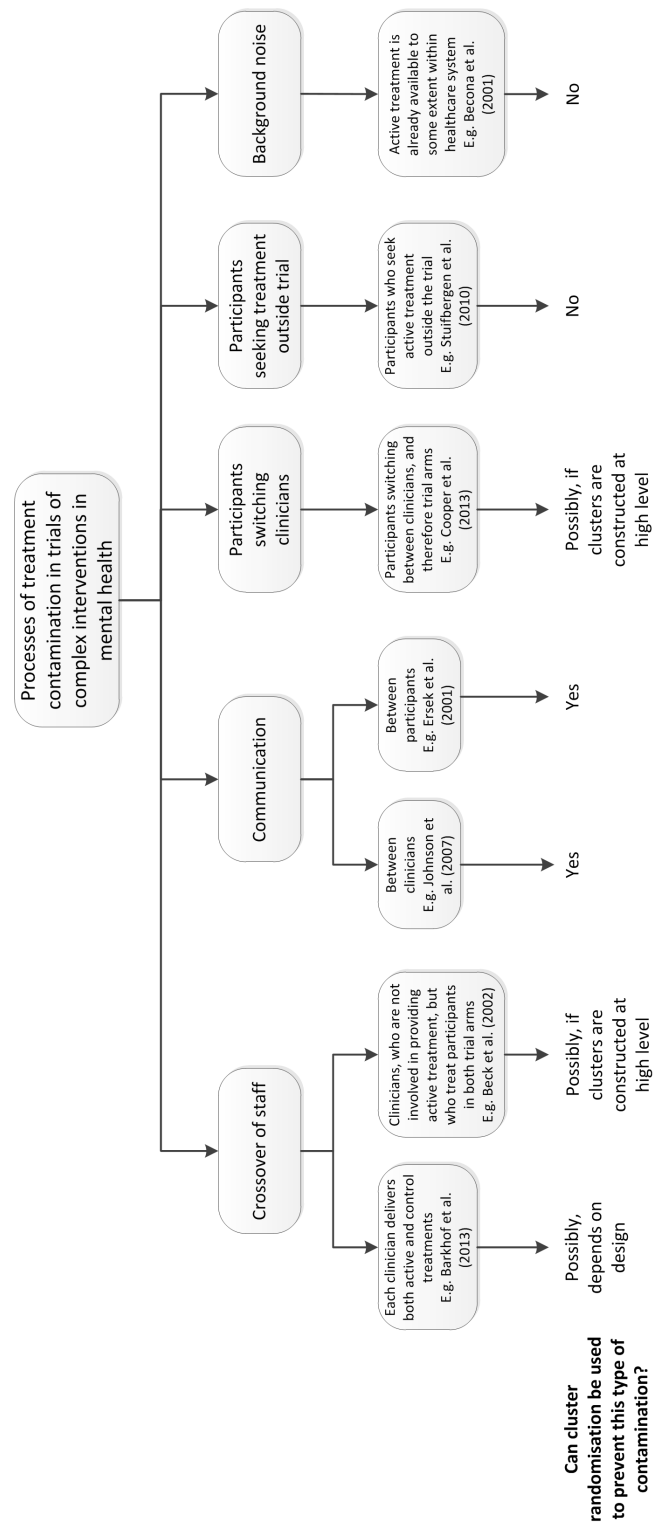 Processes of treatment
contamination in trials of
complex interventions in
mental health
Crossover of staff
Communication
Participants
switching
clinicians
Participants
seeking treatment
outside trial
Background noise
Each clinician delivers
both active and control
treatments
E.g. Barkhof et al.
(2013)
Clinicians, who are not
involved in providing
active treatment, but
who treat participants
in both trial arms
E.g. Beck et al. (2002)
Between
clinicians
E.g. Johnson et
al. (2007)
Between
participants
E.g. Ersek et al.
(2001)
Participants switching
between clinicians, and
therefore trial arms
E.g. Cooper et al.
(2013)
Participants who seek
active treatment
outside the trial
E.g. Stuifbergen et al.
(2010)
Active treatment is
already available to
some extent within
healthcare system
E.g. Becona et al.
(2001)
Can cluster
randomisation be used
to prevent this type of
contamination?
Possibly,
depends on
design
Possibly, if
clusters are
constructed at
high level
Yes
Yes
Possibly, if
clusters are
constructed at
high level
No
No